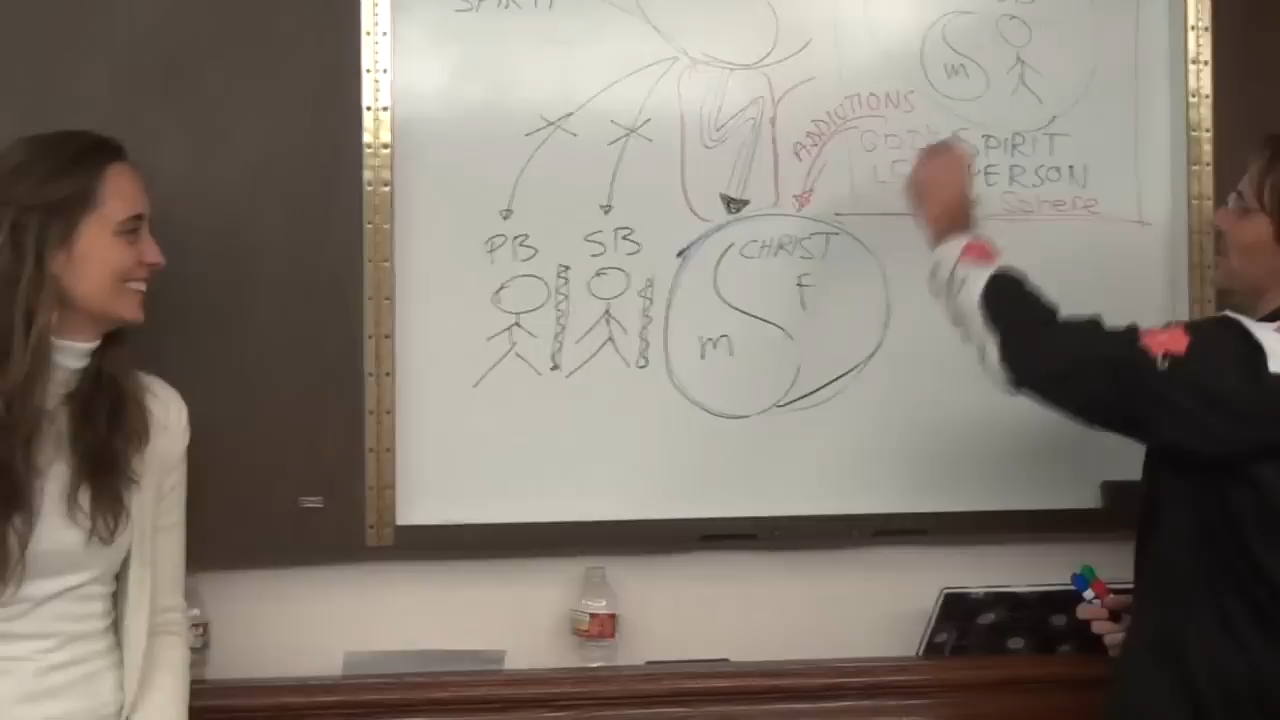 SPIRIT
m
ADDICTIONS
SPIRIT
PERSON
Sphere
PB SB CHRIST
f
m